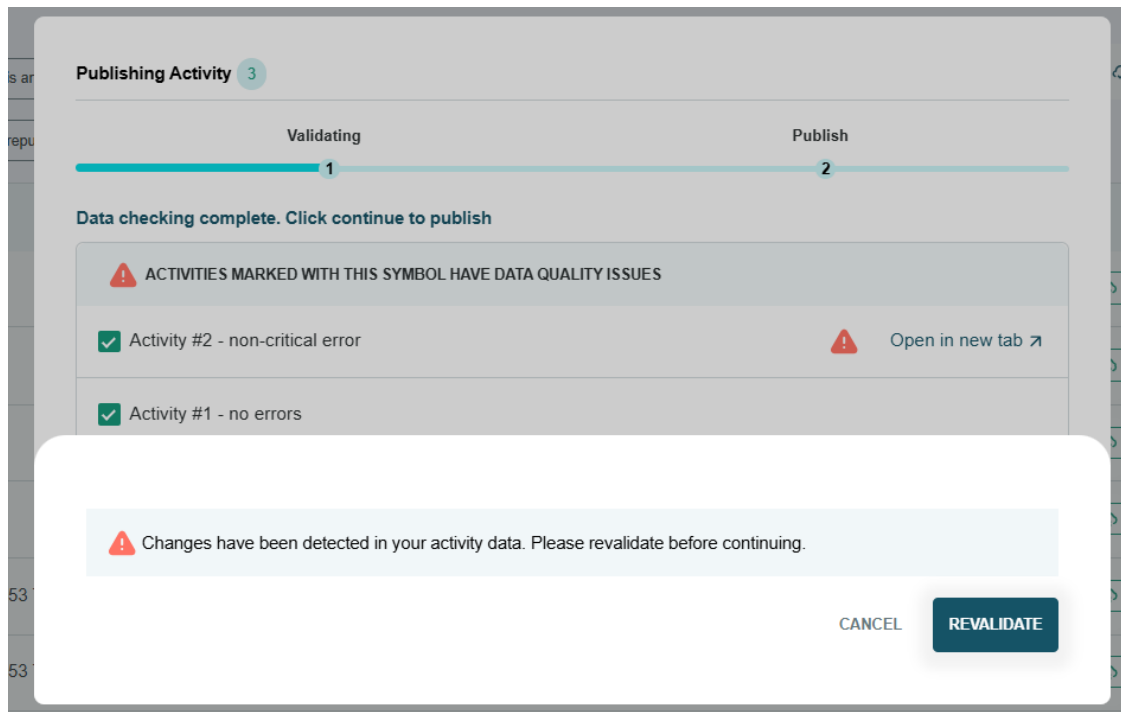 Publishing Activity 3
Validating
Publish
1
2
Data checking complete. Click continue to publish
ACTIVITIES MARKED WITH THIS SYMBOL HAVE DATA QUALITY ISSUES
Activity #2 - non-critical error
Open in new tab
Activity #1 - no errors
Changes have been detected in your activity data. Please revalidate before continuing.
CANCEL
REVALIDATE
53
53